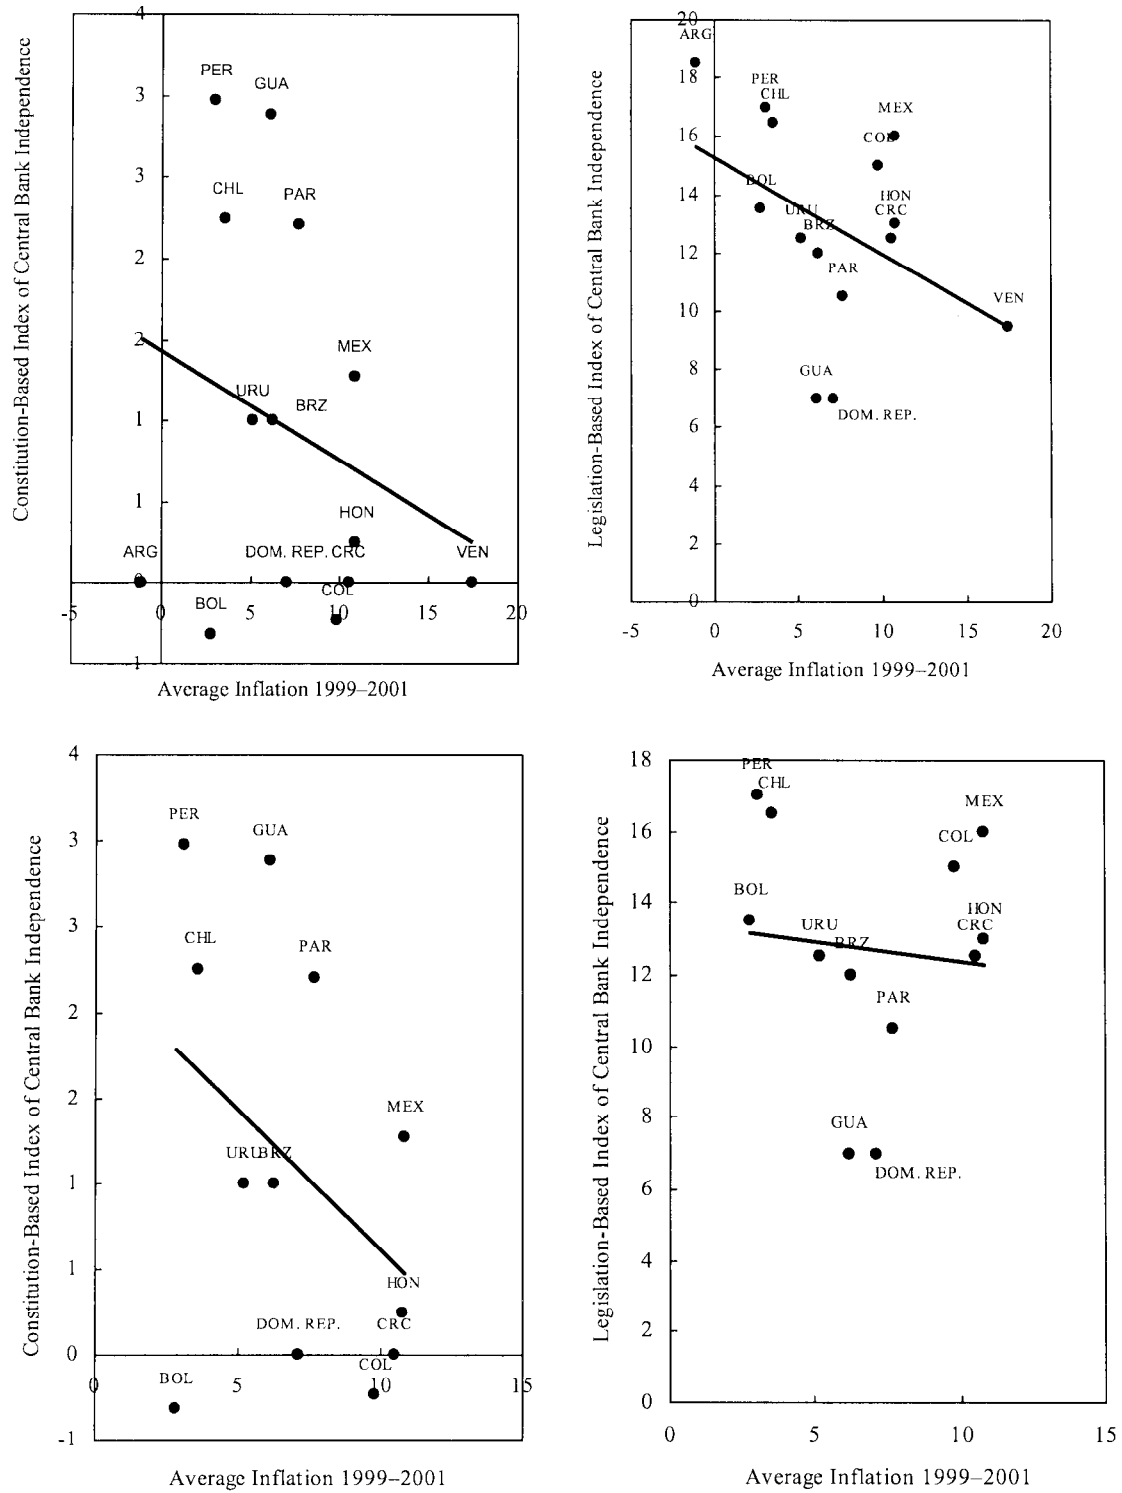 Constitution-Based Index of Central Bank Independence
4
3
3
2
2
1
1
0
1
PER
GUA
CHL
PAR
MEX
URU
BRZ
HON
ARG
DOM. REP. CRC
VEN
COL
BOL
-5 0 5 10 15 20
Average Inflation 1999–2001
Legislation-Based Index of Central Bank Independence
20
18
16
14
12
10
8
6
4
2
0
ARG
PER
CHL
MEX
COL
BOL
HON
URU
CRC
BRZ
PAR
VEN
GUA
DOM. REP.
-5 0 5 10 15 20
Average Inflation 1999–2001
Constitution-Based Index of Central Bank Independence
4
3
3
2
2
1
1
0
-1
PER
GUA
CHL
PAR
MEX
URU BRZ
HON
DOM. REP. CRC
COL
BOL
0 5 10 15
Average Inflation 1999–2001
Legislation-Based Index of Central Bank Independence
18
16
14
12
10
8
6
4
2
0
PER
CHL
MEX
COL
BOL
HON
URU
CRC
BRZ
PAR
GUA
DOM. REP.
0 5 10 15
Average Inflation 1999–2001